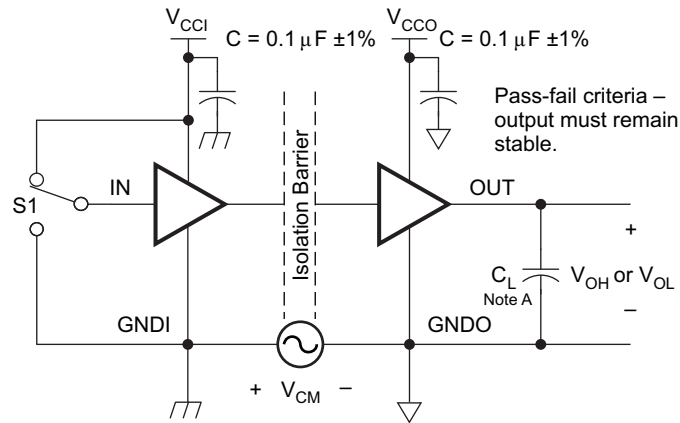 V_CCI
C = 0.1 μF ±1%
V_CCO
C = 0.1 μF ±1%
Pass-fail criteria –
output must remain
stable.
Isolation Barrier
IN
OUT
S1
+
C_L
Note A
V_OH or V_OL
–
GNDI
GNDO
+ V_CM –